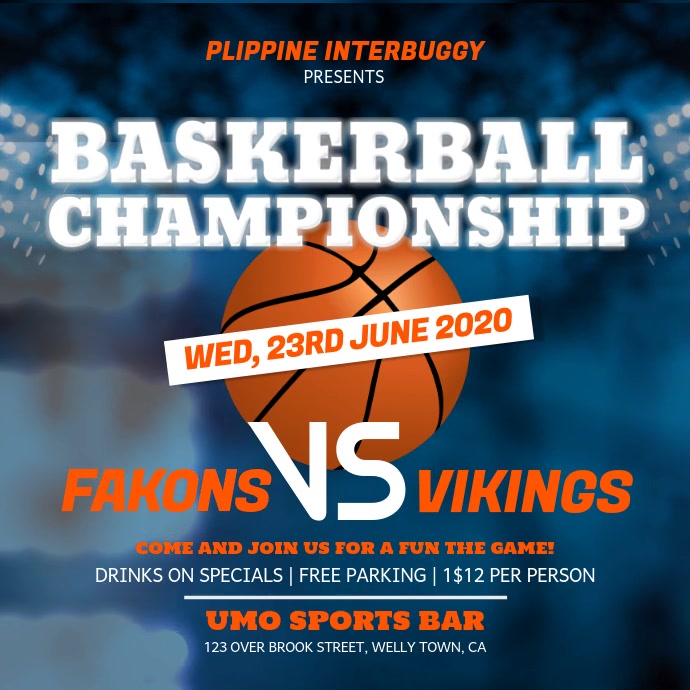 PLIPPINE INTERBUGGY
PRESENTS
BASKERBALL
CHAMPIONSHIP
WED, 23RD JUNE 2020
FAKONS VS VIKINGS
COME AND JOIN US FOR A FUN THE GAME!
DRINKS ON SPECIALS | FREE PARKING | 1$12 PER PERSON
UMO SPORTS BAR
123 OVER BROOK STREET, WELLY TOWN, CA